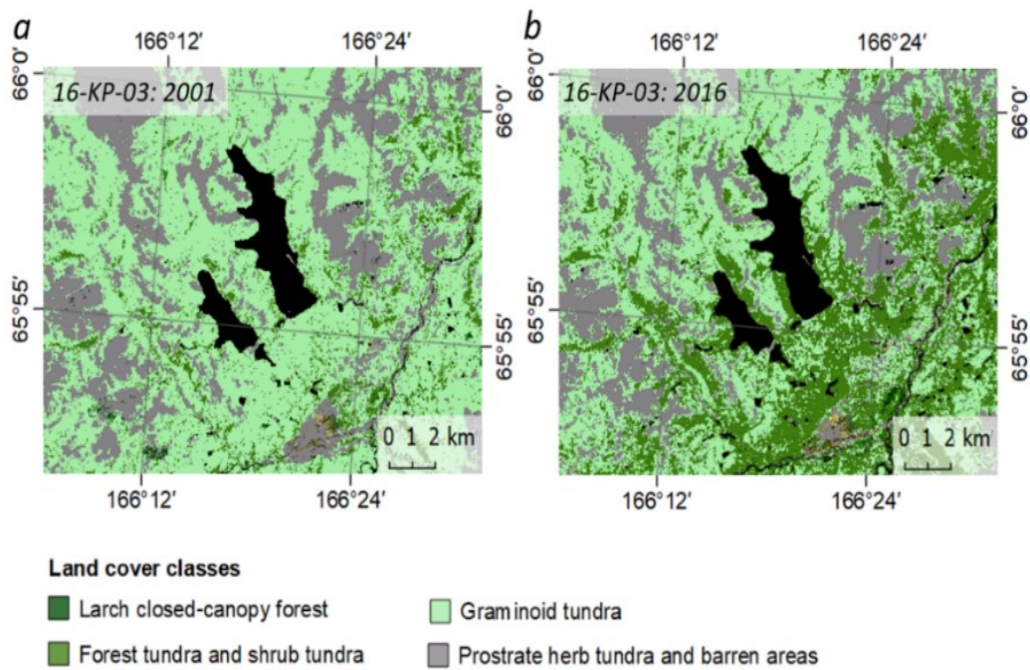 a
b
166°12′ 166°24′
166°12′ 166°24′
66°0′
66°0′
66°0′
66°0′
16-KP-03: 2001
16-KP-03: 2016
65°55′
65°55′
65°55′
65°55′
0 1 2 km
0 1 2 km
166°12′ 166°24′
166°12′ 166°24′
Land cover classes
Larch closed-canopy forest
Graminoid tundra
Forest tundra and shrub tundra
Prostrate herb tundra and barren areas